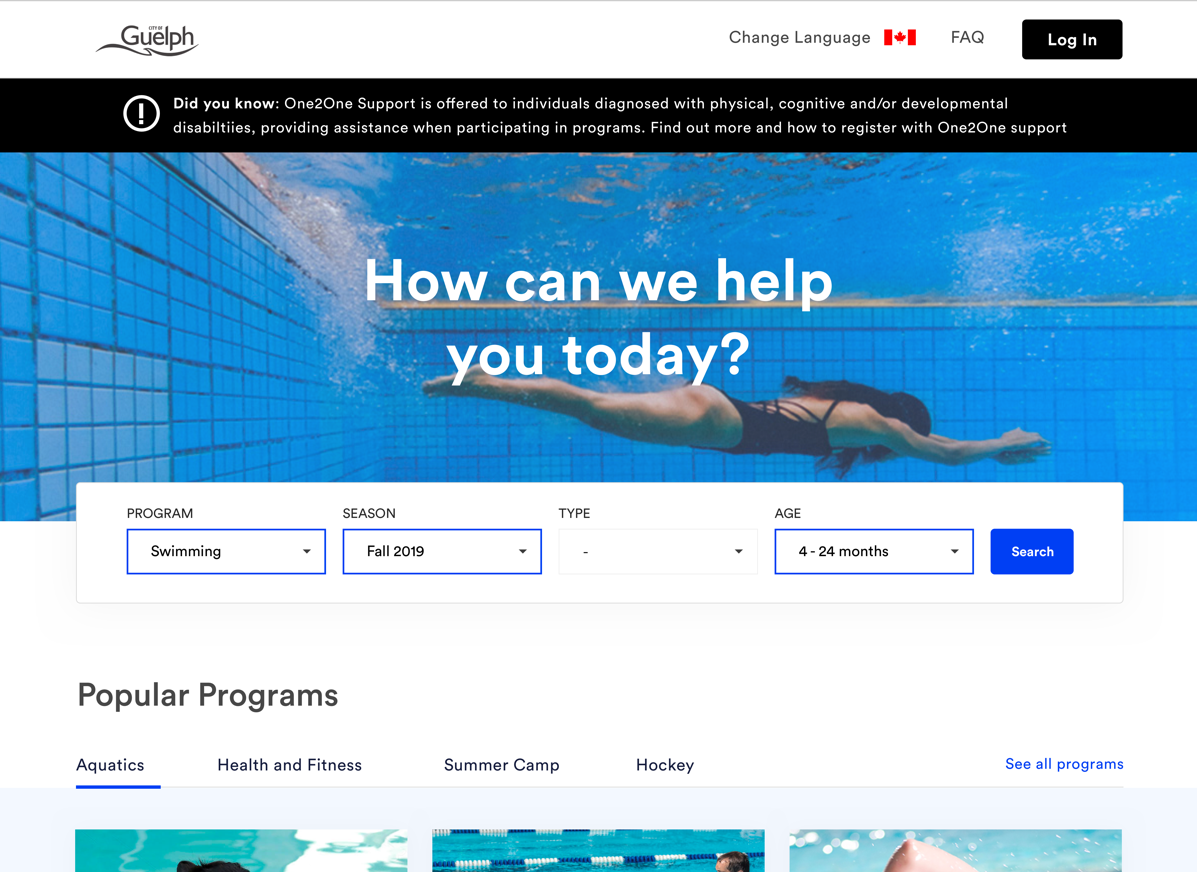 CITY OF
Guelph
Change Language
FAQ
Log In
Did you know: One2One Support is offered to individuals diagnosed with physical, cognitive and/or developmental
disabiltiies, providing assistance when participating in programs. Find out more and how to register with One2One support
How can we help
you today?
PROGRAM
SEASON
TYPE
AGE
Swimming
Fall 2019
-
4 - 24 months
Search
Popular Programs
Aquatics
Health and Fitness
Summer Camp
Hockey
See all programs